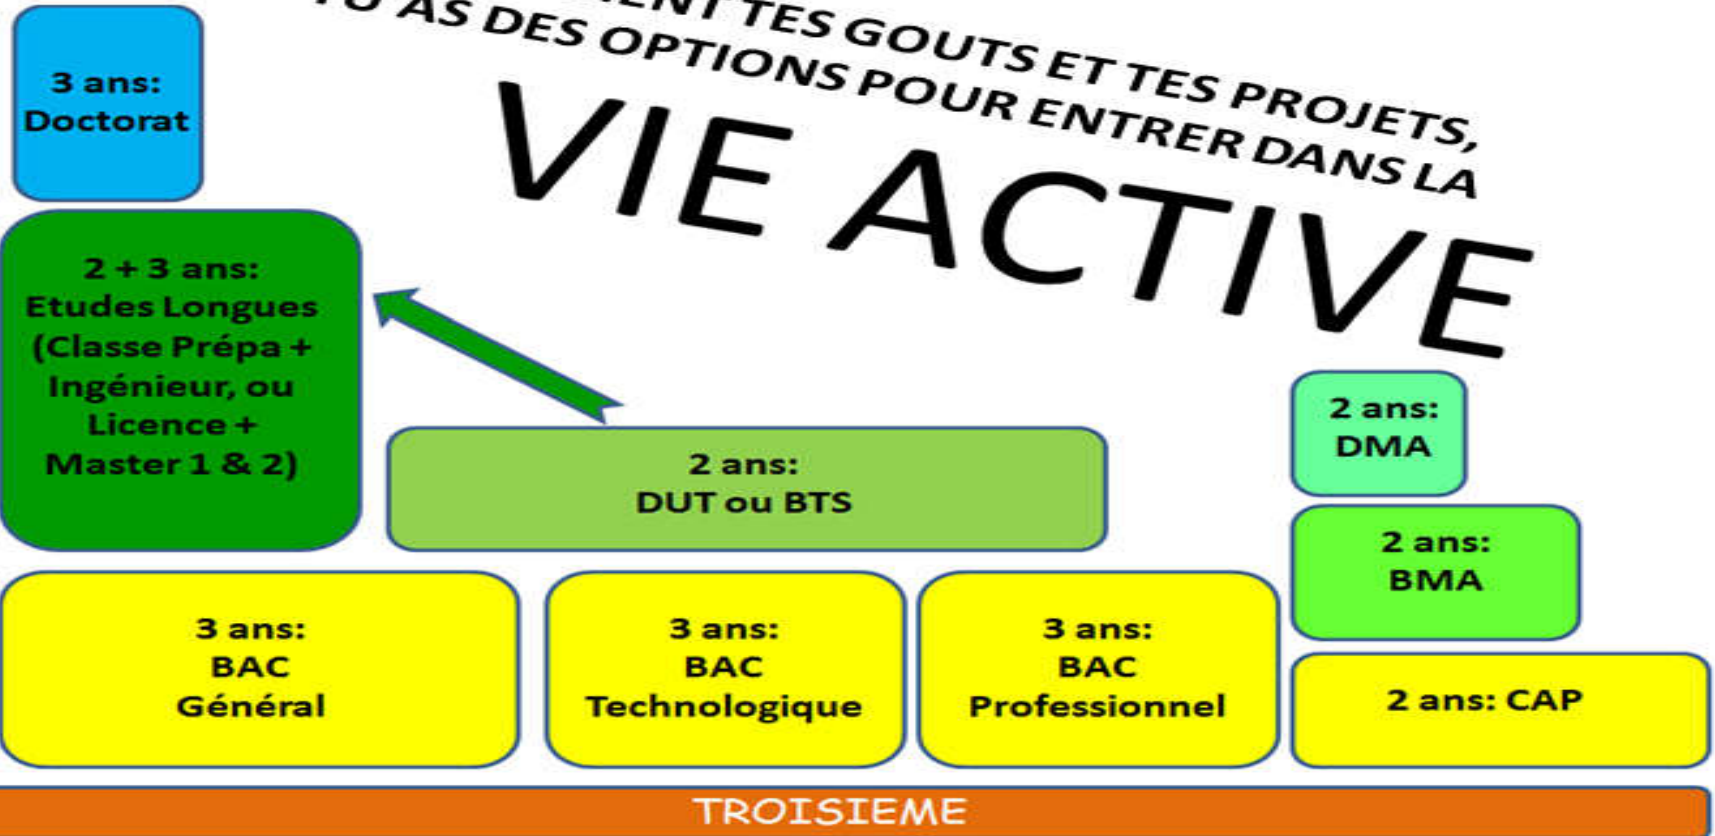 TES GOUTS ET TES PROJETS,
TU AS DES OPTIONS POUR ENTRER DANS LA
VIE ACTIVE
3 ans:
Doctorat
2 + 3 ans:
Etudes Longues
(Classe Prépa +
Ingénieur, ou
Licence +
Master 1 & 2)
2 ans:
DUT ou BTS
2 ans:
DMA
2 ans:
BMA
3 ans:
BAC
Général
3 ans:
BAC
Technologique
3 ans:
BAC
Professionnel
2 ans: CAP
TROISIEME